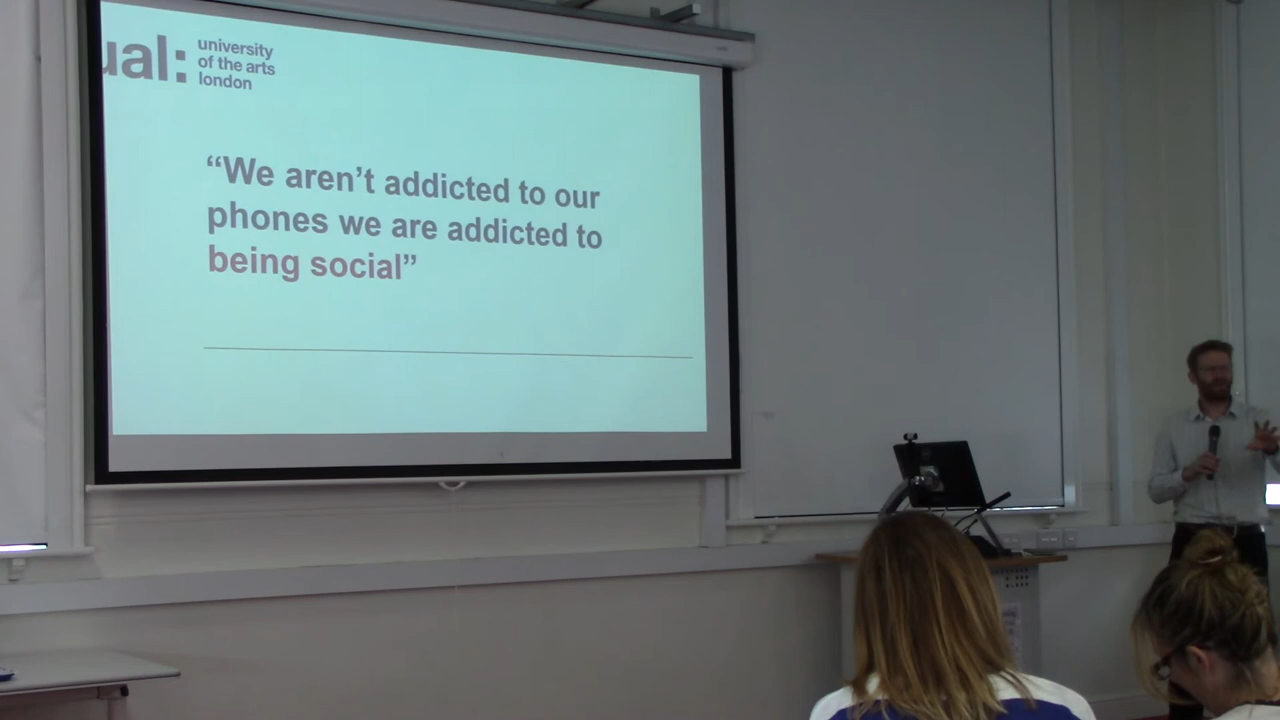 ual:
university
of the arts
london
“We aren’t addicted to our
phones we are addicted to
being social”